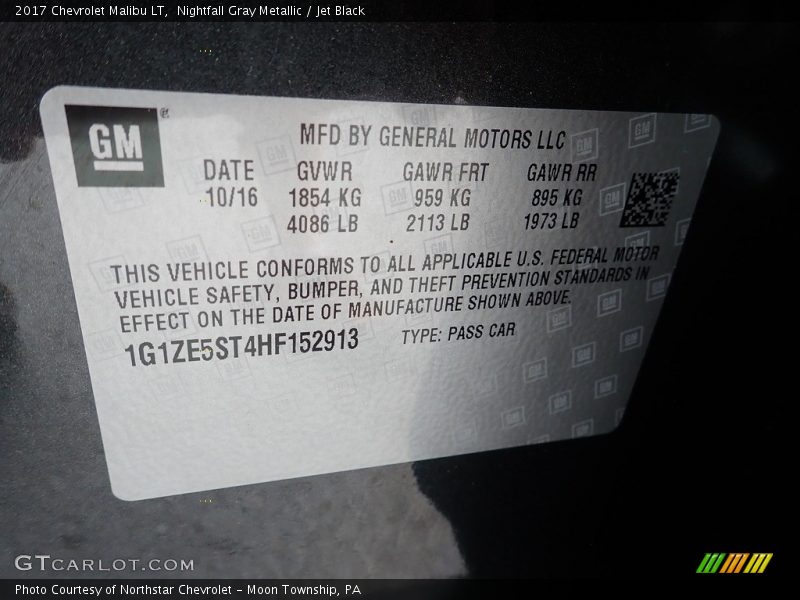 2017 Chevrolet Malibu LT, Nightfall Gray Metallic / Jet Black
GM
MFD BY GENERAL MOTORS LLC
DATE GVWR GAWR FRT GAWR RR
10/16 1854 KG 959 KG 895 KG
4086 LB 2113 LB 1973 LB
THIS VEHICLE CONFORMS TO ALL APPLICABLE U.S. FEDERAL MOTOR
VEHICLE SAFETY, BUMPER, AND THEFT PREVENTION STANDARDS IN
EFFECT ON THE DATE OF MANUFACTURE SHOWN ABOVE.
1G1ZE5ST4HF152913 TYPE: PASS CAR
GTCARLOT.COM
Photo Courtesy of Northstar Chevrolet - Moon Township, PA